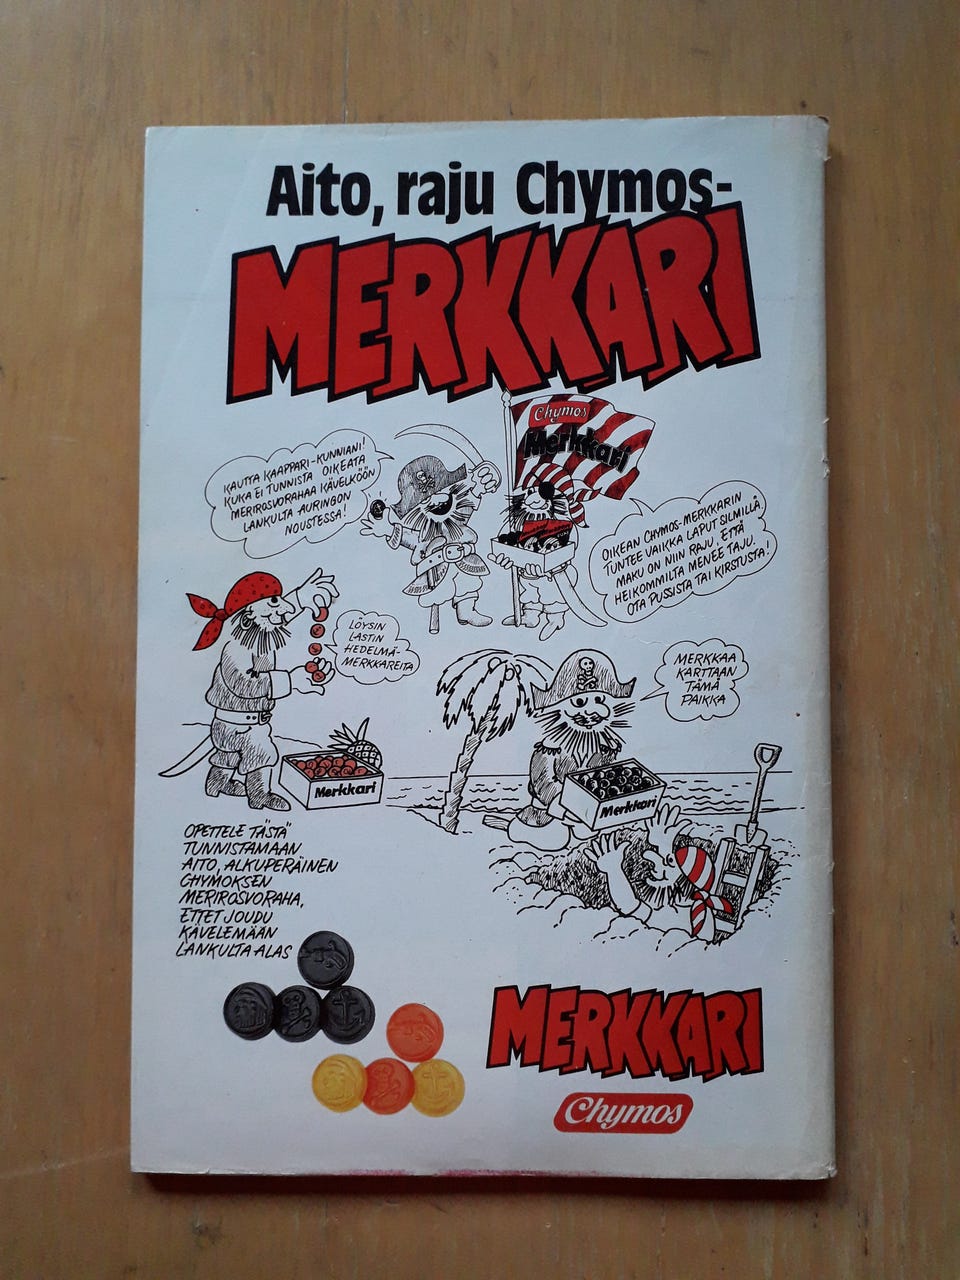 Aito, raju Chymos-
MERKKARI
Chymos
Merkkari
KAUTTA KAAPPARI-KUNNIANI!
KUKA EI TUNNISTA OIKEATA
MERIROSVORAHAA KÄVELKÖÖN
LANKULTA AURINGON
NOUSTESSA!
OIKEAN CHYMOS-MERKKARIN
TUNTEE VAIKKA LAPUT SILMILLÄ,
MAKU ON NIIN RAJU, ETTÄ
HEIKOMMILTA MENEE TAJU.
OTA PUSSISTA TAI KIRSTUSTA!
LÖYSIN
LASTIN
HEDELMÄ-
MERKKAREITA
MERKKAA
KARTTAAN
TÄMÄ
PAIKKA
Merkkari
Merkkari
OPETTELE TÄSTÄ
TUNNISTAMAAN
AITO, ALKUPERÄINEN
CHYMOKSEN
MERIROSVORAHA,
ETTET JOUDU
KÄVELEMÄÄN
LANKULTA ALAS
MERKKARI
Chymos